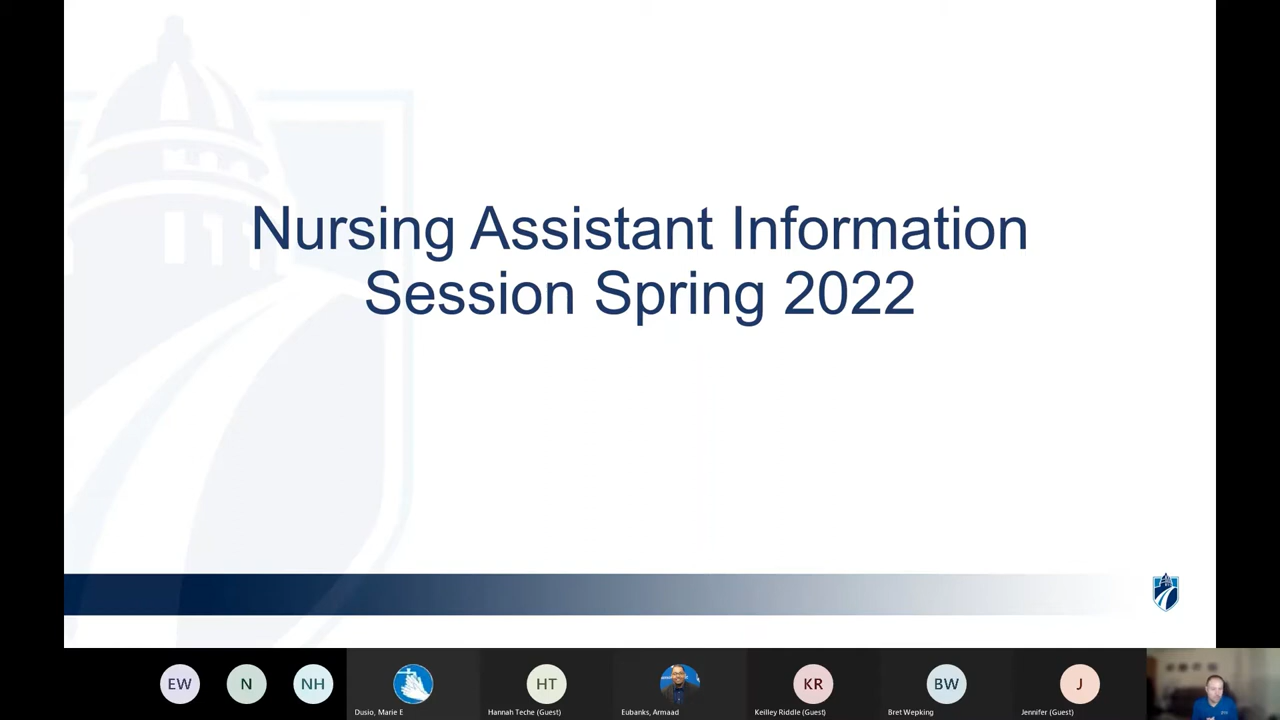 Nursing Assistant Information
Session Spring 2022
EW
N
NH
HT
KR
BW
J
Dusio, Marie E
Hannah Teche (Guest)
Eubanks, Armaad
Keilley Riddle (Guest)
Bret Wepking
Jennifer (Guest)